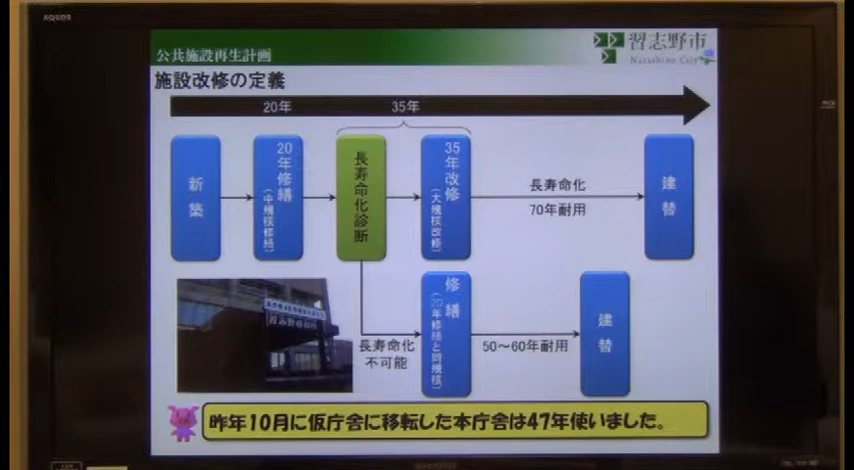 AQUOS
公共施設再生計画
習志野市
Narashino City
施設改修の定義
20年
35年
新築
20年修繕
(中規模修繕)
長寿命化診断
35年改修
(大規模改修)
長寿命化
70年耐用
建替
長寿命化
不可能
修繕
(20年修繕と同規模)
50～60年耐用
建替
昨年10月に仮庁舎に移転した本庁舎は47年使いました。